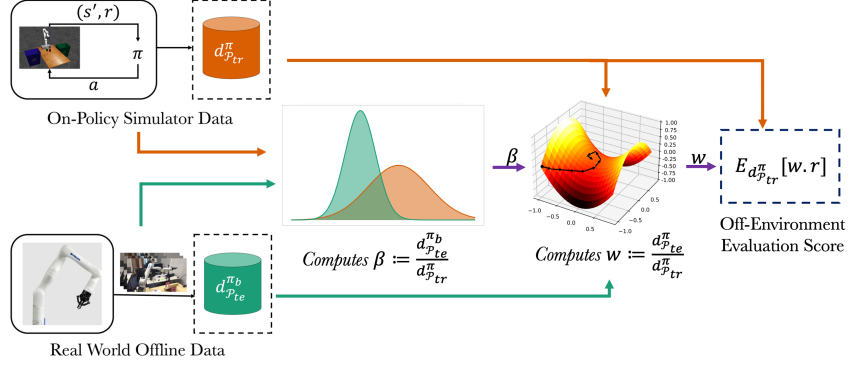 (s′, r)
π
a
d^π_{𝒫_tr}
On-Policy Simulator Data
β
w
1.00
0.75
0.50
0.25
0.00
-0.25
-0.50
-0.75
-1.00
-1.0
-0.5
0.0
0.5
1.0
0.5
0.0
-0.5
-1.0
E_{d^π_{𝒫_tr}}[w.r]
Off-Environment
Evaluation Score
Computes β := d^{π_b}_{𝒫_te} / d^π_{𝒫_tr}
Computes w := d^π_{𝒫_te} / d^π_{𝒫_tr}
d^{π_b}_{𝒫_te}
Real World Offline Data